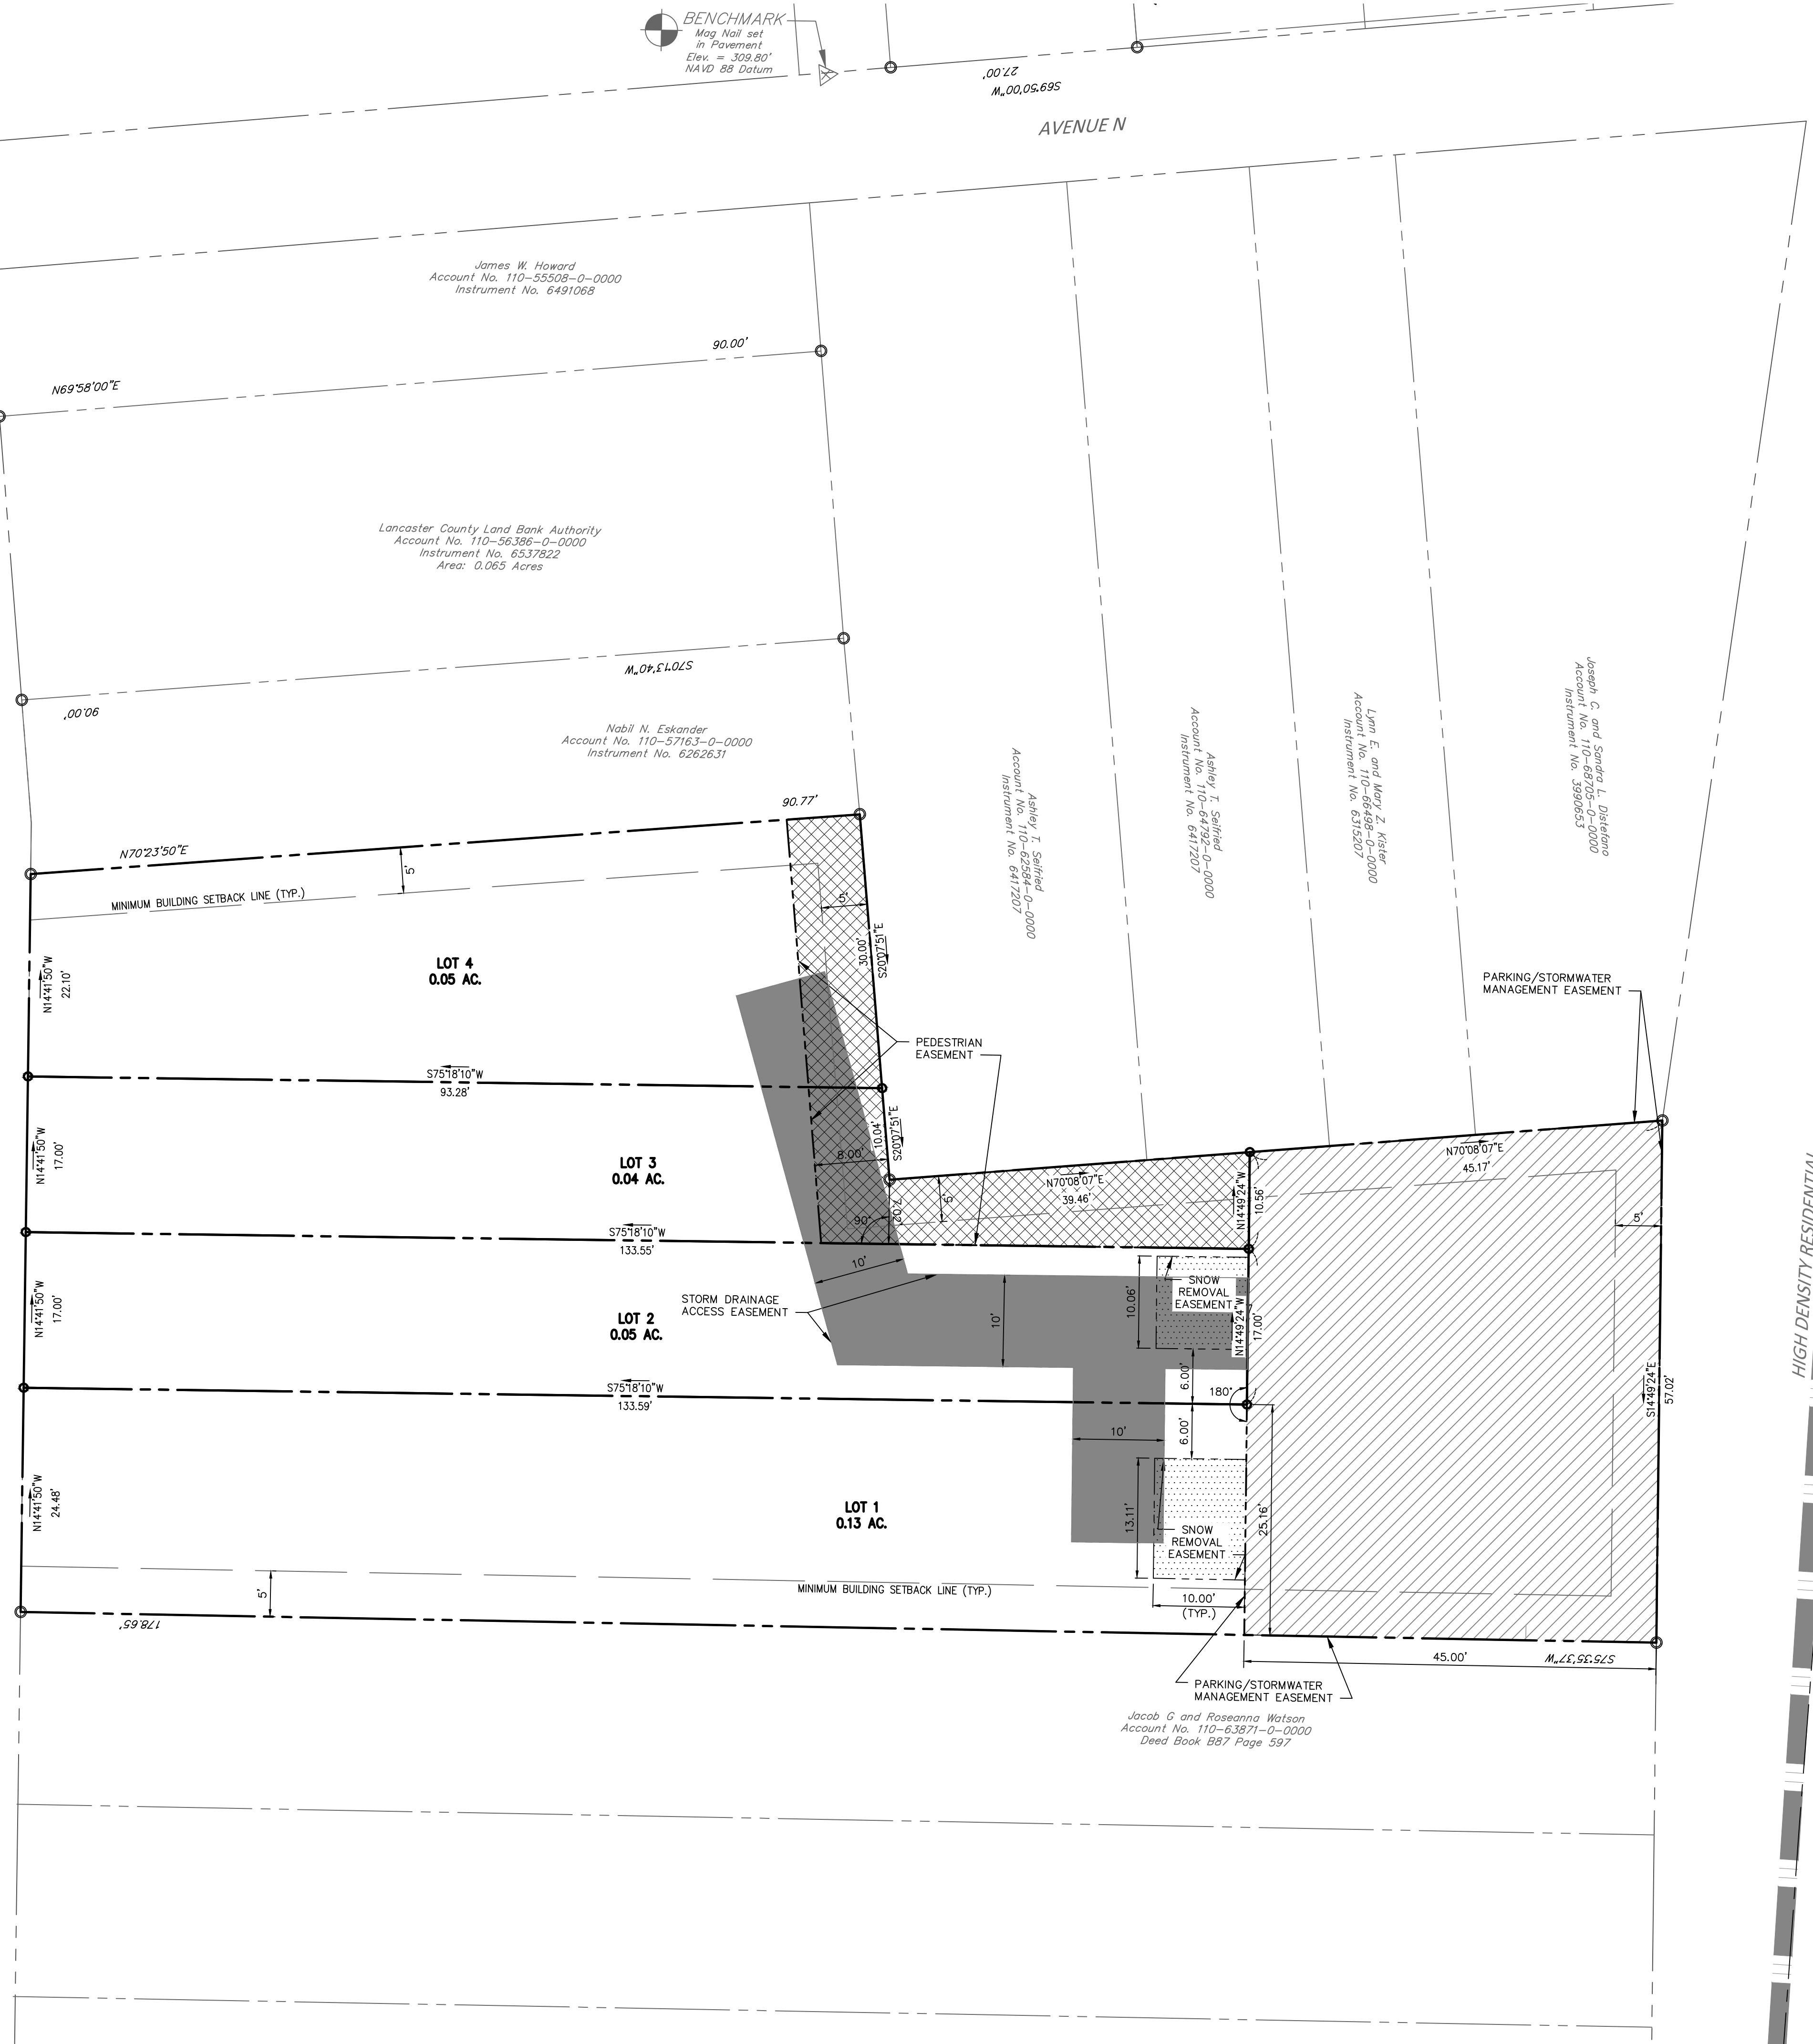 BENCHMARK
Mag Nail set
in Pavement
Elev. = 309.80'
NAVD 88 Datum
27.00'
S69°50'00"W
AVENUE N
James W. Howard
Account No. 110-55508-0-0000
Instrument No. 6491068
90.00'
N69°58'00"E
Lancaster County Land Bank Authority
Account No. 110-56386-0-0000
Instrument No. 6537822
Area: 0.065 Acres
S70°13'40"W
90.00'
Nabil N. Eskander
Account No. 110-57163-0-0000
Instrument No. 6262631
Ashley T. Seifried
Account No. 110-62584-0-0000
Instrument No. 6417207
Ashley T. Seifried
Account No. 110-64792-0-0000
Instrument No. 6417207
Lynn E. and Mary Z. Kister
Account No. 110-66498-0-0000
Instrument No. 6315207
Joseph C. and Sandra L. Distefano
Account No. 110-68705-0-0000
Instrument No. 3990653
90.77'
N70°23'50"E
5'
MINIMUM BUILDING SETBACK LINE (TYP.)
5'
30.00'
S20°07'51"E
LOT 4
0.05 AC.
N14°41'50"W
22.10'
PARKING/STORMWATER
MANAGEMENT EASEMENT
PEDESTRIAN
EASEMENT
S75°18'10"W
93.28'
10.04'
S20°07'51"E
N14°41'50"W
17.00'
LOT 3
0.04 AC.
8.00'
N70°08'07"E
39.46'
5'
7.02'
90°
N14°49'24"W
10.56'
N70°08'07"E
45.17'
5'
HIGH DENSITY RESIDENTIAL
S75°18'10"W
133.55'
10'
SNOW
REMOVAL
EASEMENT
10.06'
STORM DRAINAGE
ACCESS EASEMENT
N14°41'50"W
17.00'
LOT 2
0.05 AC.
10'
N14°49'24"W
17.00'
6.00'
180°
S75°18'10"W
133.59'
S14°49'24"E
57.02'
6.00'
10'
N14°41'50"W
24.48'
LOT 1
0.13 AC.
13.11'
25.16'
SNOW
REMOVAL
EASEMENT
5'
MINIMUM BUILDING SETBACK LINE (TYP.)
10.00'
(TYP.)
178.65'
45.00'
S75°35'37"W
PARKING/STORMWATER
MANAGEMENT EASEMENT
Jacob G and Roseanna Watson
Account No. 110-63871-0-0000
Deed Book B87 Page 597